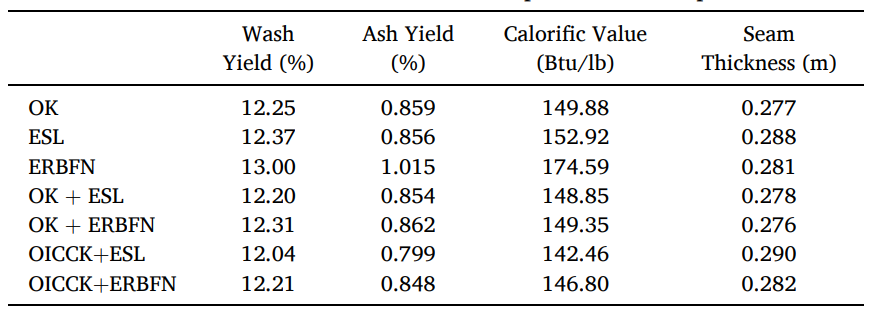 Wash Yield (%) Ash Yield (%) Calorific Value (Btu/lb) Seam Thickness (m)
OK 12.25 0.859 149.88 0.277
ESL 12.37 0.856 152.92 0.288
ERBFN 13.00 1.015 174.59 0.281
OK + ESL 12.20 0.854 148.85 0.278
OK + ERBFN 12.31 0.862 149.35 0.276
OICCK+ESL 12.04 0.799 142.46 0.290
OICCK+ERBFN 12.21 0.848 146.80 0.282